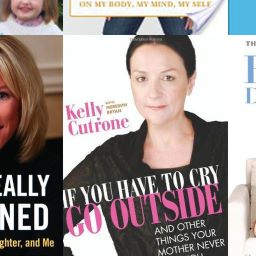 ON MY BODY, MY MIND, MY SELF
TH
Kelly
WITH MEREDITH BRYAN
Cutrone
EALLY
NED
ghter, and Me
IF YOU HAVE TO CRY
GO OUTSIDE
AND OTHER
THINGS YOUR
MOTHER NEVER